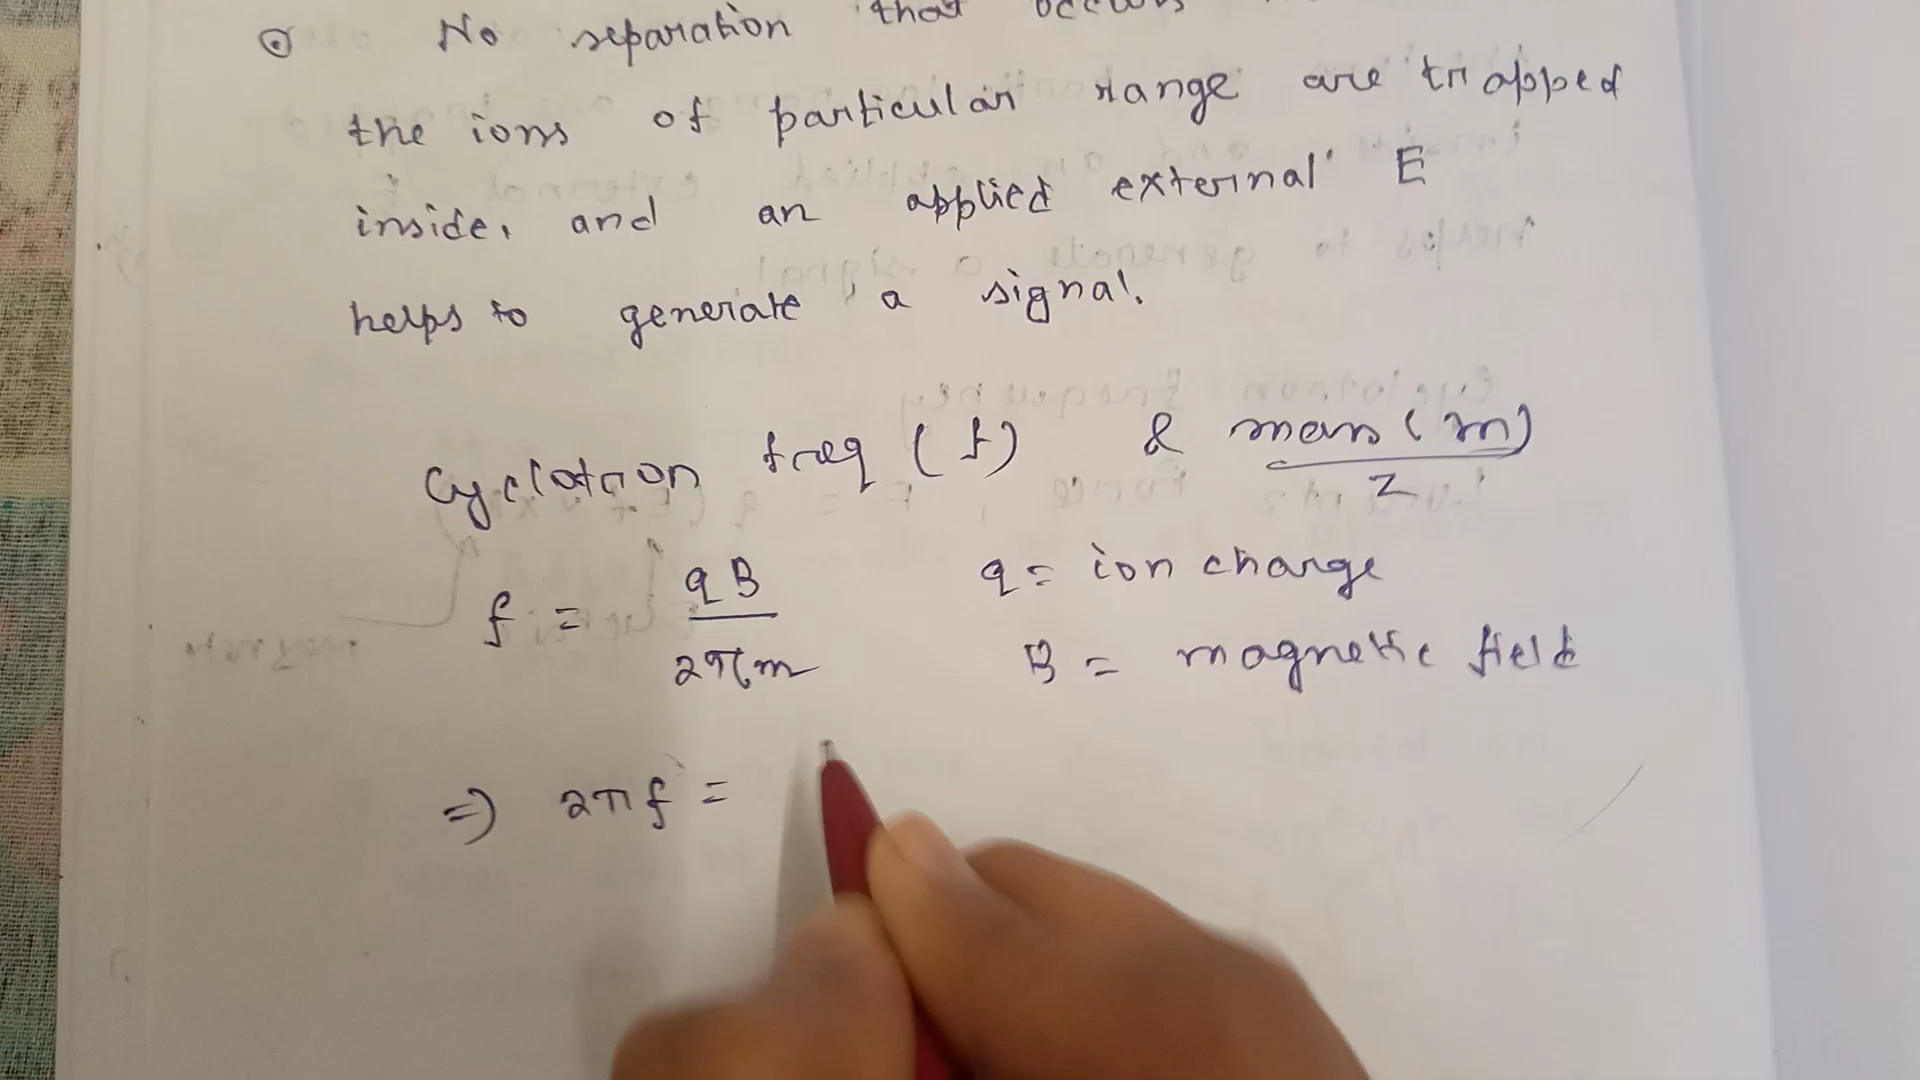 ⊙ No separation that occurs
the ions of particular range are trapped
inside, and an applied external E
helps to generate a signal.
Cyclotron freq (f) & mass (m) / z
f = qB / 2πm
q = ion charge
B = magnetic field
⇒ 2πf =